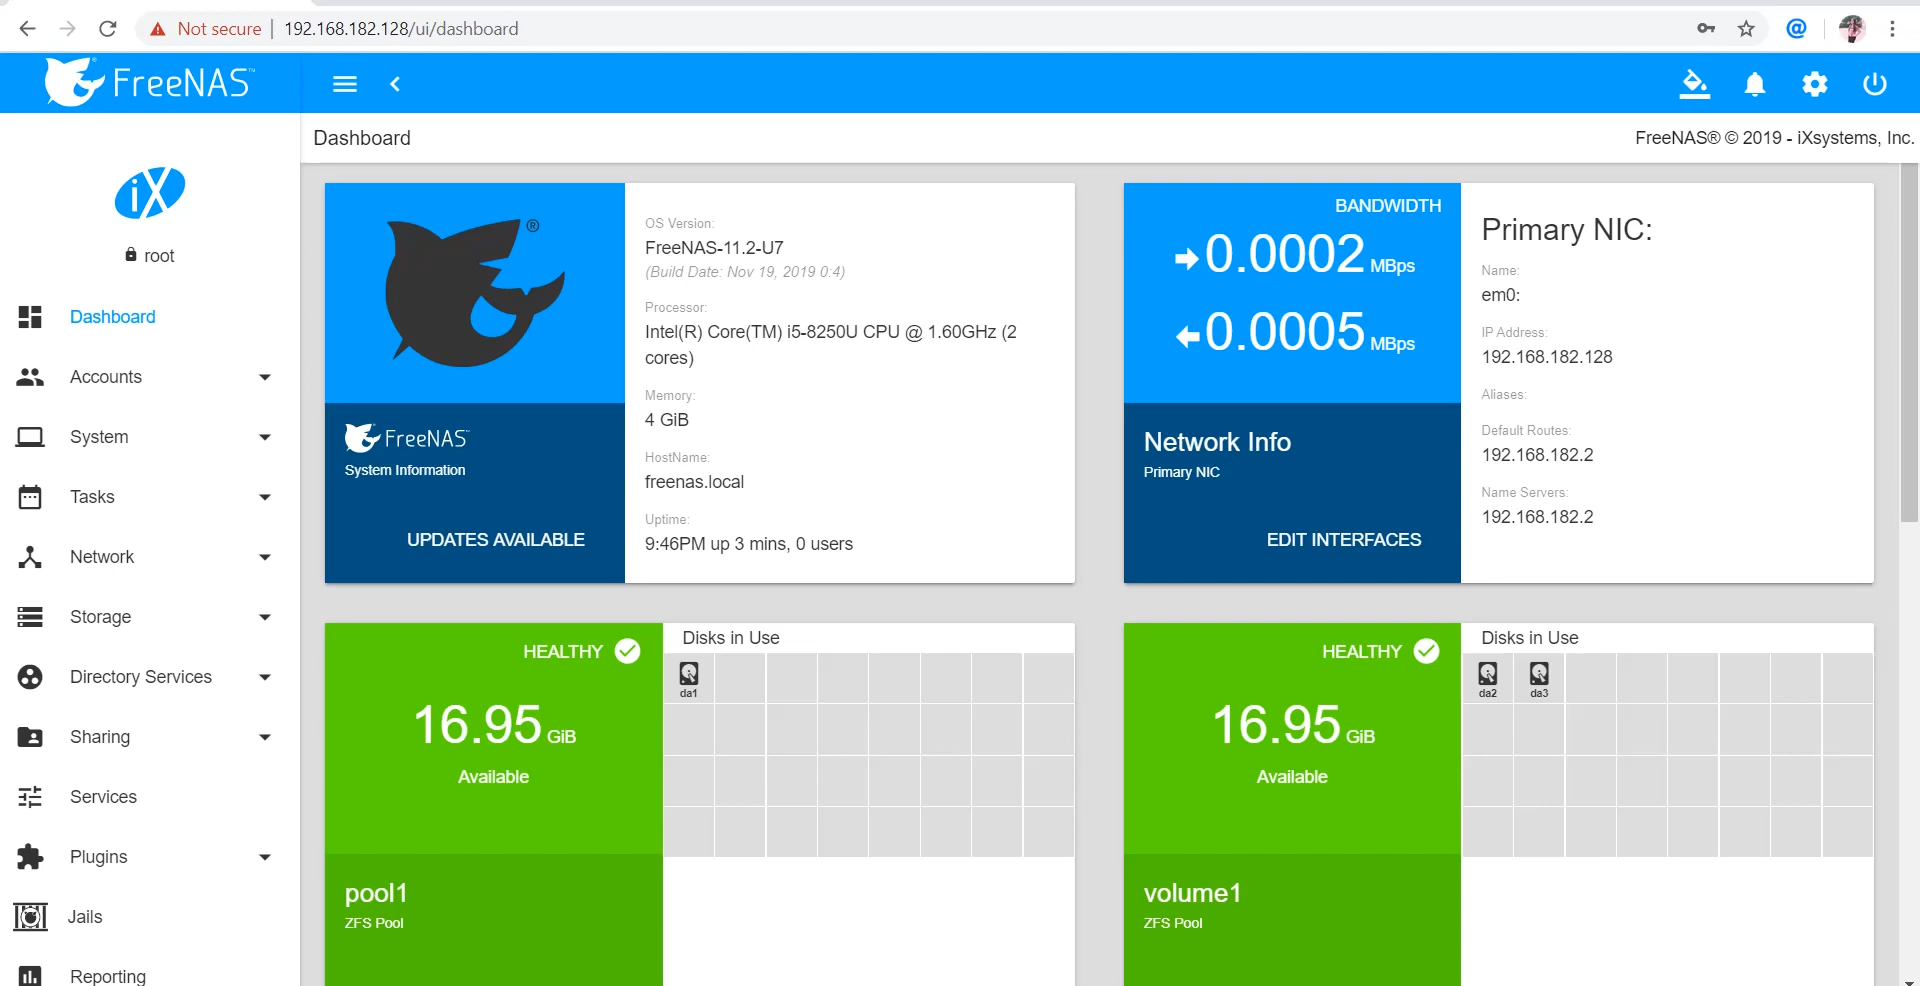 Not secure | 192.168.182.128/ui/dashboard
FreeNAS™
Dashboard
FreeNAS® © 2019 - iXsystems, Inc.
iX
root
Dashboard
Accounts
System
Tasks
Network
Storage
Directory Services
Sharing
Services
Plugins
Jails
Reporting
®
FreeNAS™
System Information
UPDATES AVAILABLE
OS Version:
FreeNAS-11.2-U7
(Build Date: Nov 19, 2019 0:4)
Processor:
Intel(R) Core(TM) i5-8250U CPU @ 1.60GHz (2
cores)
Memory:
4 GiB
HostName:
freenas.local
Uptime:
9:46PM up 3 mins, 0 users
BANDWIDTH
0.0002 MBps
0.0005 MBps
Network Info
Primary NIC
EDIT INTERFACES
Primary NIC:
Name:
em0:
IP Address:
192.168.182.128
Aliases:
Default Routes:
192.168.182.2
Name Servers:
192.168.182.2
HEALTHY
16.95 GiB
Available
pool1
ZFS Pool
Disks in Use
da1
HEALTHY
16.95 GiB
Available
volume1
ZFS Pool
Disks in Use
da2 da3